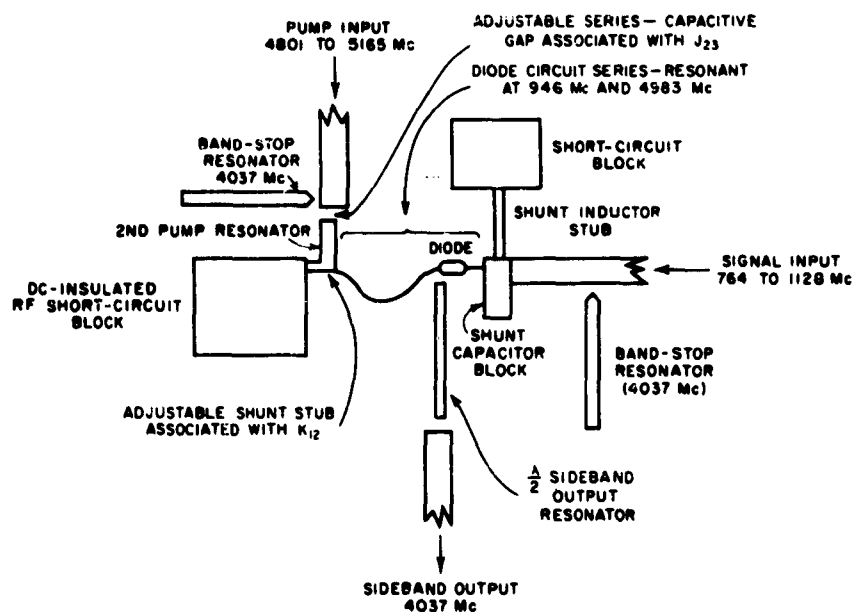 PUMP INPUT
4801 TO 5165 Mc
ADJUSTABLE SERIES-CAPACITIVE
GAP ASSOCIATED WITH J23
DIODE CIRCUIT SERIES-RESONANT
AT 946 Mc AND 4983 Mc
BAND-STOP
RESONATOR
4037 Mc
SHORT-CIRCUIT
BLOCK
2ND PUMP RESONATOR
SHUNT INDUCTOR
STUB
DIODE
SIGNAL INPUT
764 TO 1128 Mc
DC-INSULATED
RF SHORT-CIRCUIT
BLOCK
SHUNT
CAPACITOR
BLOCK
BAND-STOP
RESONATOR
(4037 Mc)
ADJUSTABLE SHUNT STUB
ASSOCIATED WITH K12
λ/2 SIDEBAND
OUTPUT
RESONATOR
SIDEBAND OUTPUT
4037 Mc